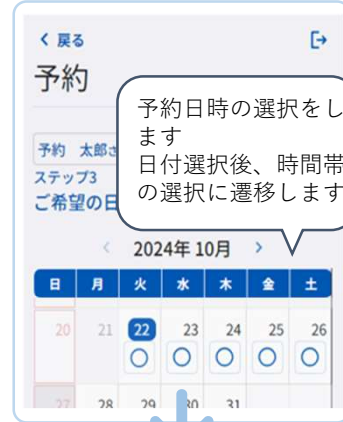 戻る
予約
予約日時の選択をし
ます
日付選択後、時間帯
の選択に遷移します
予約 太郎さ
ステップ3
ご希望の日
2024年 10月
日 月 火 水 木 金 土
20 21 22 23 24 25 26
27 28 29 30 31